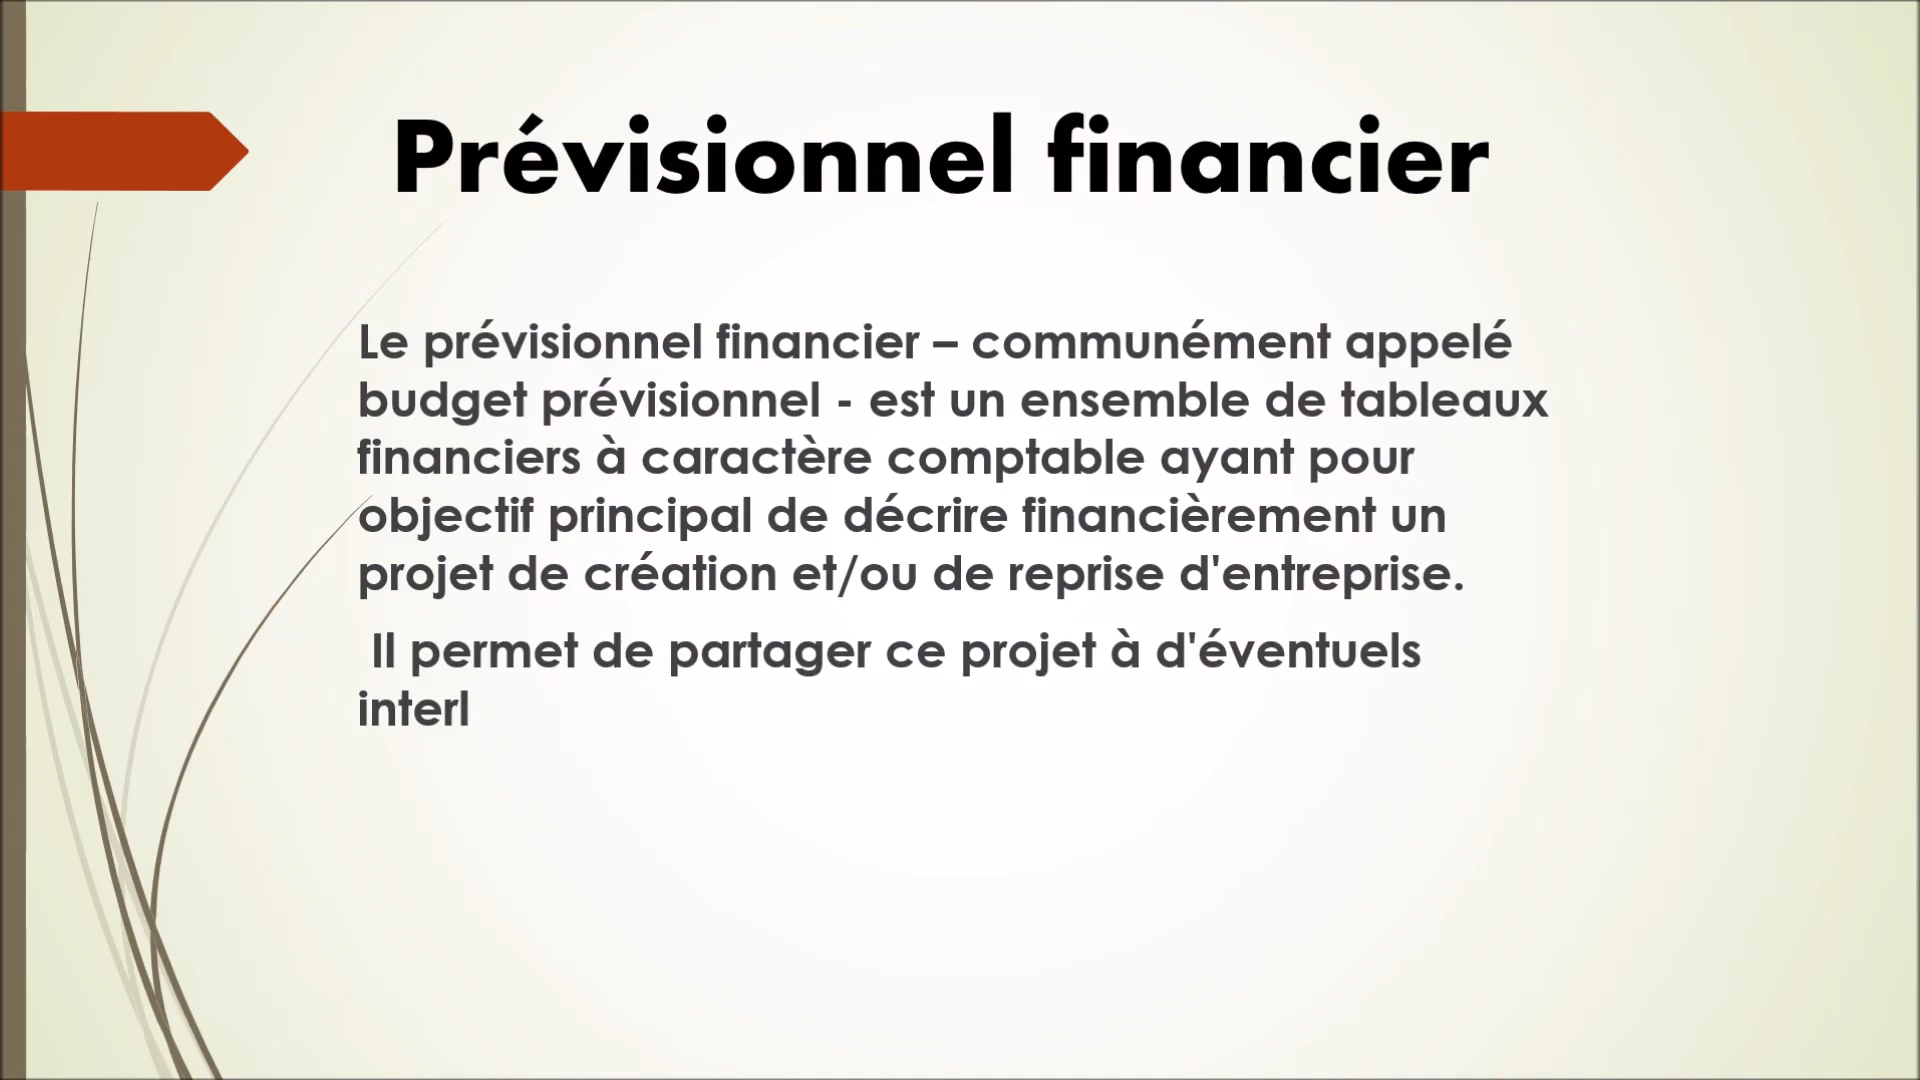 Prévisionnel financier
Le prévisionnel financier – communément appelé
budget prévisionnel - est un ensemble de tableaux
financiers à caractère comptable ayant pour
objectif principal de décrire financièrement un
projet de création et/ou de reprise d'entreprise.
Il permet de partager ce projet à d'éventuels
interl